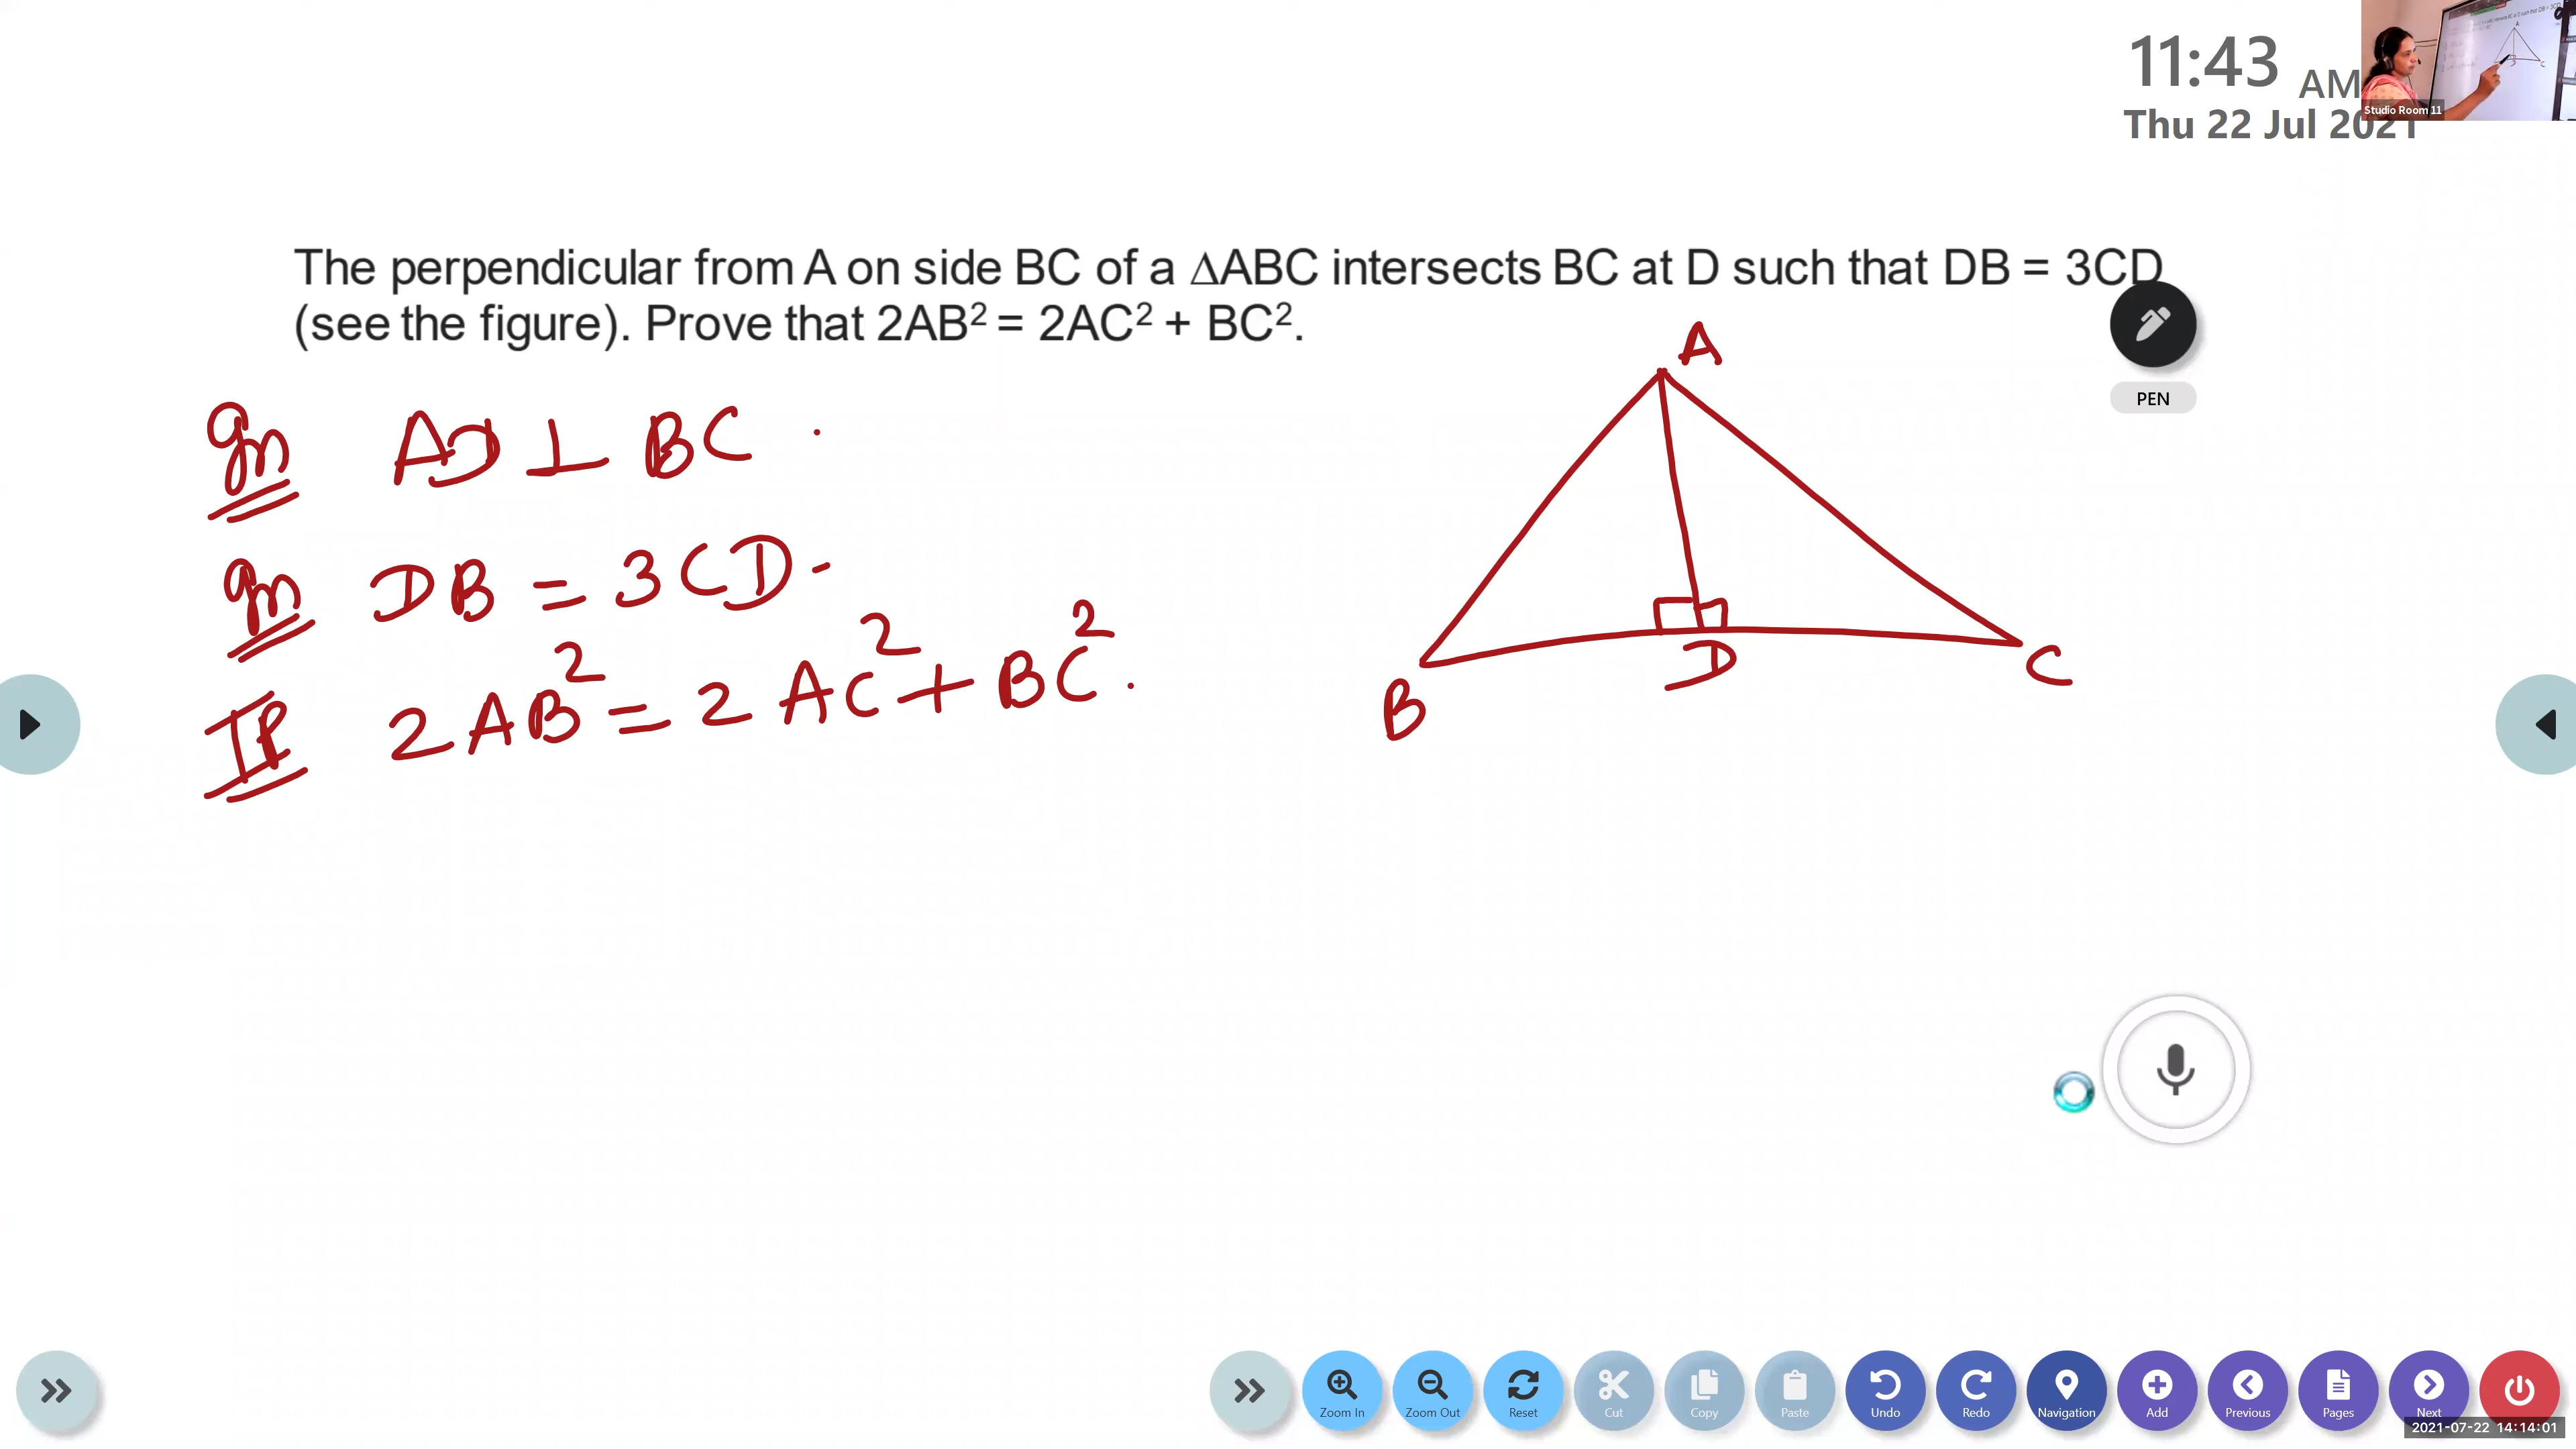 11:43 AM
Thu 22 Jul 2021
Studio Room 11
The perpendicular from A on side BC of a ∆ABC intersects BC at D such that DB = 3CD
(see the figure). Prove that 2AB² = 2AC² + BC².
PEN
gn AD ⊥ BC .
gn DB = 3CD .
TP 2AB² = 2AC² + BC² .
A
B
D
C
Zoom In Zoom Out Reset Cut Copy Paste Undo Redo Navigation Add Previous Pages Next
2021-07-22 14:14:01